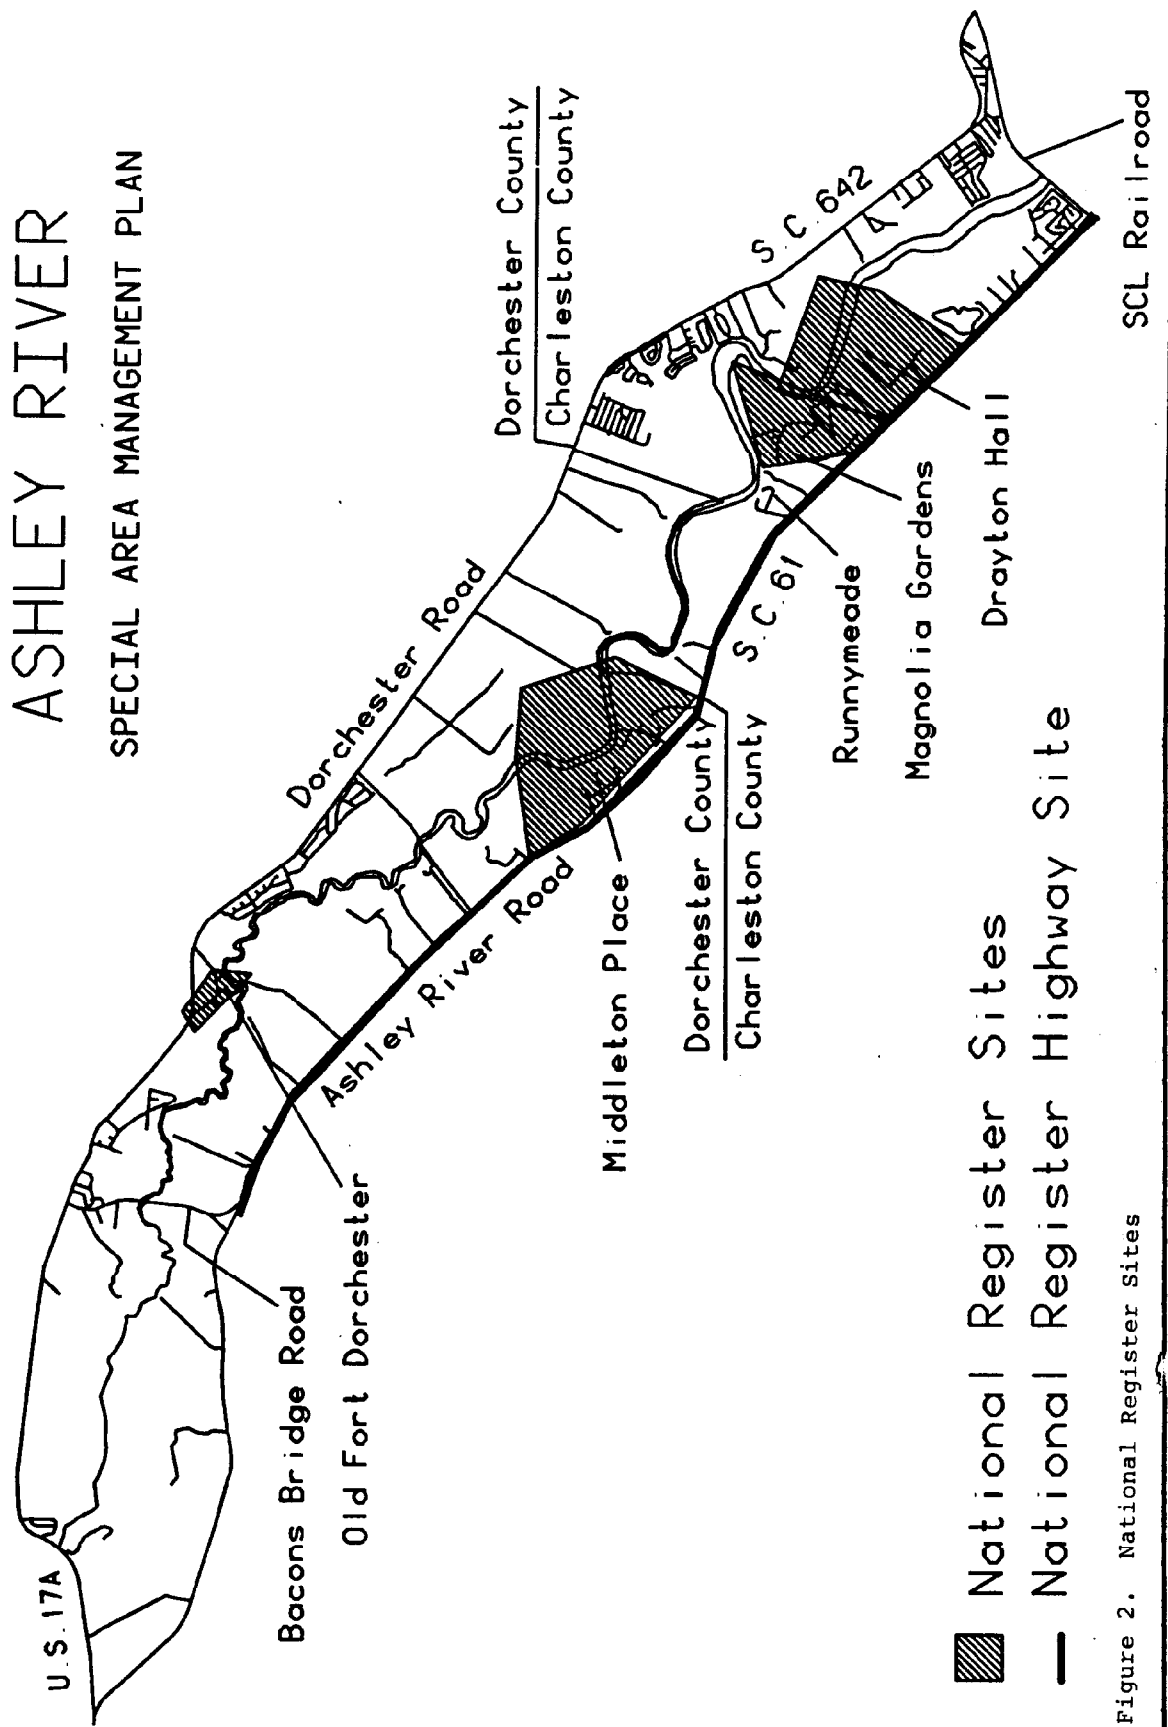 ASHLEY RIVER
SPECIAL AREA MANAGEMENT PLAN
U.S. 17A
Dorchester Road
Dorchester County
Charleston County
S.C. 642
Bacons Bridge Road
Old Fort Dorchester
Ashley River Road
Middleton Place
Dorchester County
Charleston County
S.C. 61
Runnymeade
Magnolia Gardens
Drayton Hall
SCL Railroad
National Register Sites
National Register Highway Site
Figure 2. National Register Sites